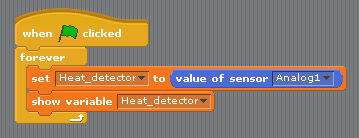 when clicked
forever
set Heat_detector to value of sensor Analog1
show variable Heat_detector